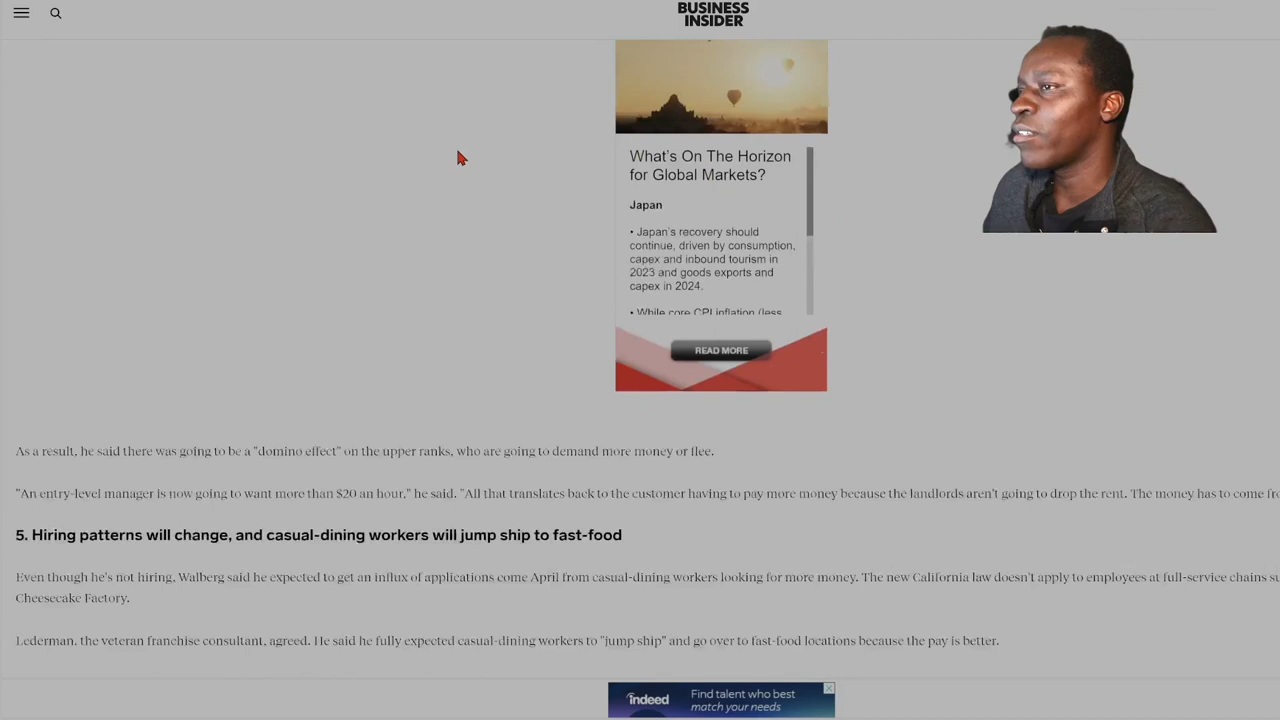 BUSINESS
INSIDER
What's On The Horizon
for Global Markets?
Japan
• Japan's recovery should
continue, driven by consumption,
capex and inbound tourism in
2023 and goods exports and
capex in 2024.
• While core CPI inflation (less
READ MORE
As a result, he said there was going to be a "domino effect" on the upper ranks, who are going to demand more money or flee.
"An entry-level manager is now going to want more than $20 an hour," he said. "All that translates back to the customer having to pay more money because the landlords aren't going to drop the rent. The money has to come
5. Hiring patterns will change, and casual-dining workers will jump ship to fast-food
Even though he's not hiring, Walberg said he expected to get an influx of applications come April from casual-dining workers looking for more money. The new California law doesn't apply to employees at full-service chains
Cheesecake Factory.
Lederman, the veteran franchise consultant, agreed. He said he fully expected casual-dining workers to "jump ship" and go over to fast-food locations because the pay is better.
indeed
Find talent who best
match your needs